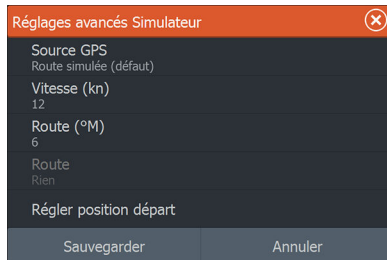 Réglages avancés Simulateur
Source GPS
Route simulée (défaut)
Vitesse (kn)
12
Route (°M)
6
Route
Rien
Régler position départ
Sauvegarder
Annuler